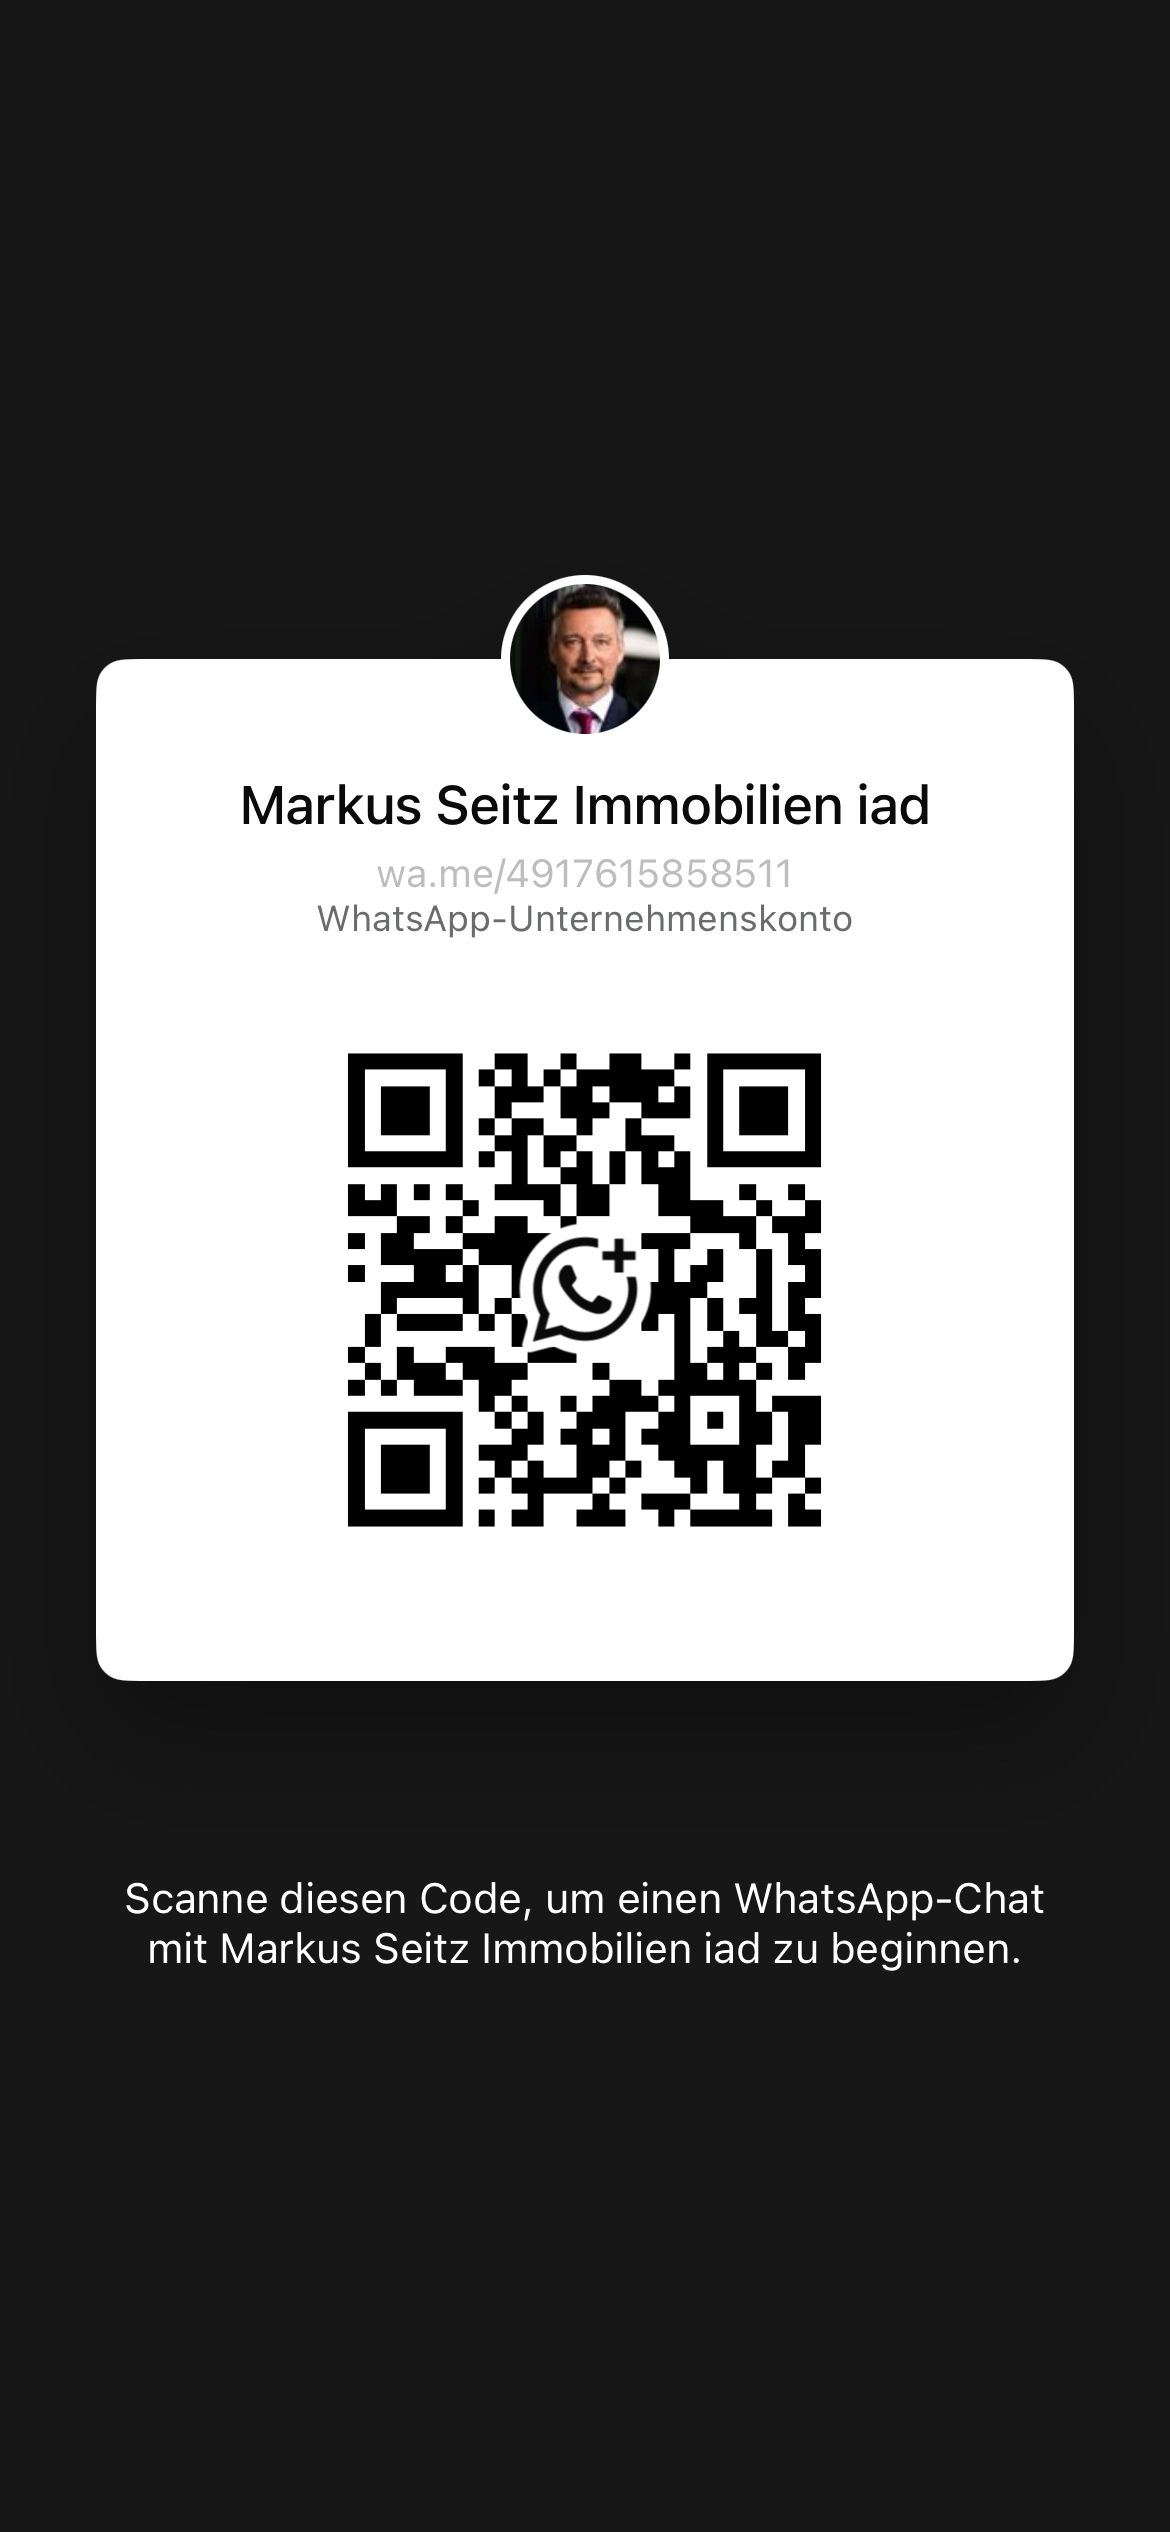 Markus Seitz Immobilien iad
wa.me/4917615858511
WhatsApp-Unternehmenskonto
Scanne diesen Code, um einen WhatsApp-Chat
mit Markus Seitz Immobilien iad zu beginnen.